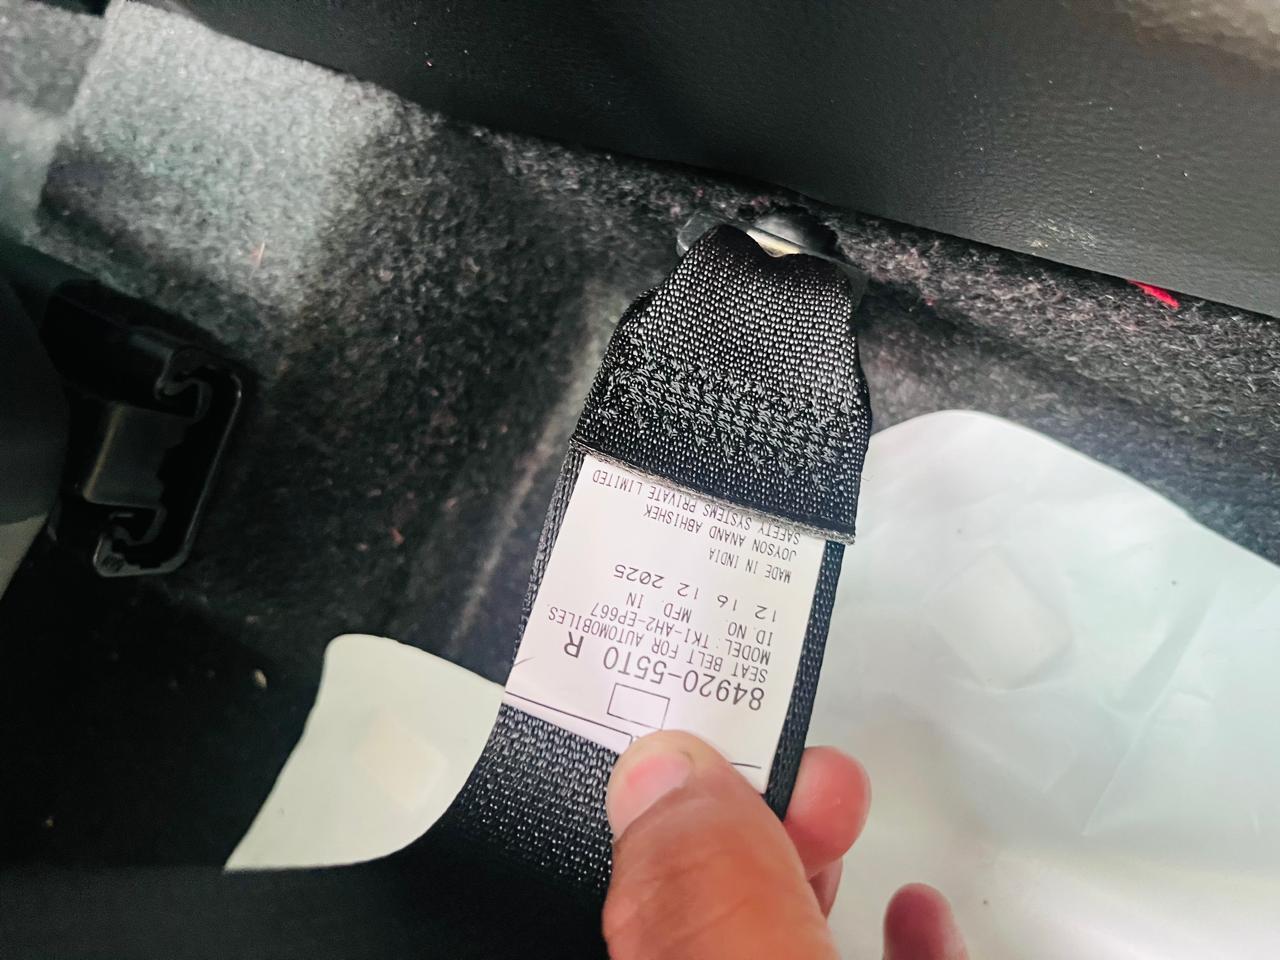 84920-55T0 R
SEAT BELT FOR AUTOMOBILES.
MODEL: TKI-AH2-EP667
ID.NO. MFD. IN
12 16 12 2025
MADE IN INDIA
JOYSON ANAND ABHISHEK
SAFETY SYSTEMS PRIVATE LIMITED